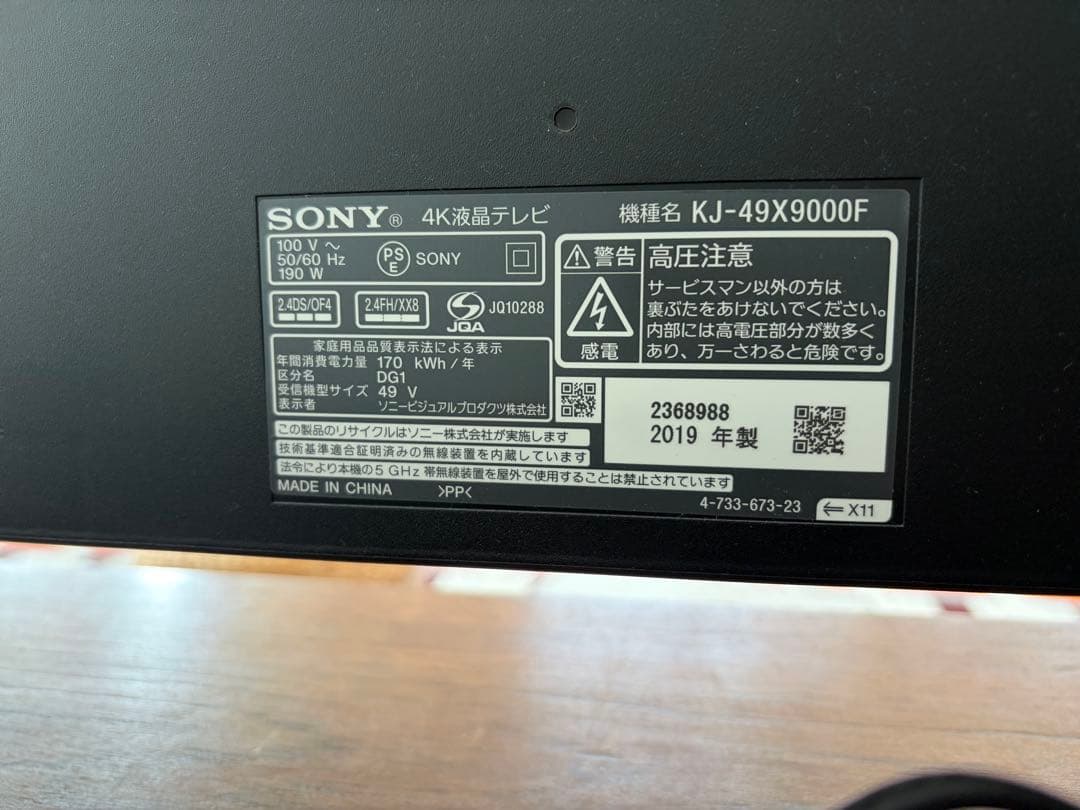 SONY® 4K液晶テレビ 機種名 KJ-49X9000F
100 V ～
50/60 Hz
190 W
PSE SONY
2.4DS/OF4 2.4FH/XX8 JQA JQ10288
家庭用品品質表示法による表示
年間消費電力量 170 kWh/年
区分名 DG1
受信機型サイズ 49 V
表示者 ソニービジュアルプロダクツ株式会社
この製品のリサイクルはソニー株式会社が実施します
技術基準適合証明済みの無線装置を内蔵しています
法令により本機の5 GHz 帯無線装置を屋外で使用することは禁止されています
MADE IN CHINA >PP<
警告 高圧注意
感電
サービスマン以外の方は
裏ぶたをあけないでください。
内部には高電圧部分が数多く
あり、万一さわると危険です。
2368988
2019 年製
4-733-673-23 ⇐ X11